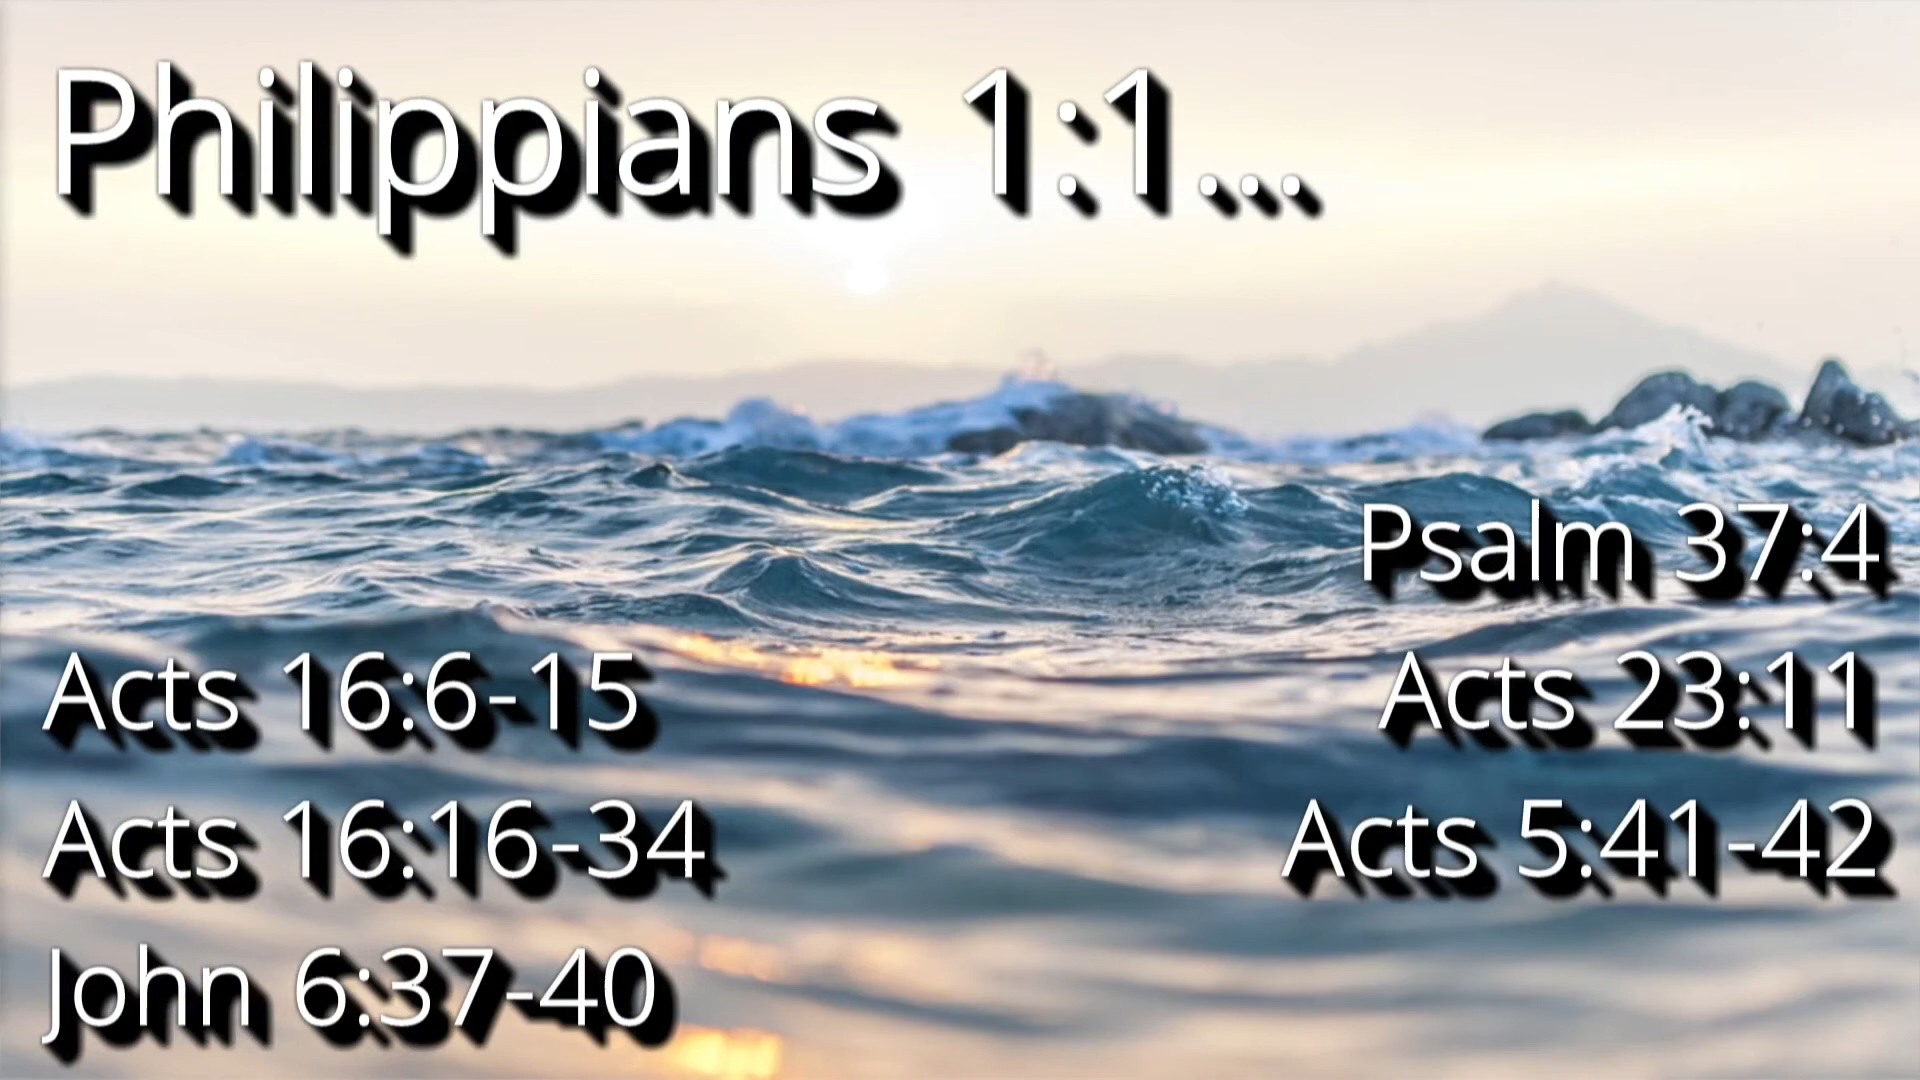 Philippians 1:1...
Acts 16:6-15
Acts 16:16-34
John 6:37-40
Psalm 37:4
Acts 23:11
Acts 5:41-42